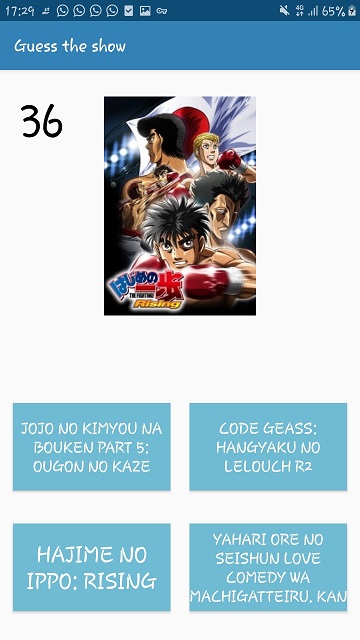 17:29 4G 65%
Guess the show
36
はじめの一歩
THE FIGHTING!
Rising
JOJO NO KIMYOU NA
BOUKEN PART 5:
OUGON NO KAZE
CODE GEASS:
HANGYAKU NO
LELOUCH R2
HAJIME NO
IPPO: RISING
YAHARI ORE NO
SEISHUN LOVE
COMEDY WA
MACHIGATTEIRU. KAN